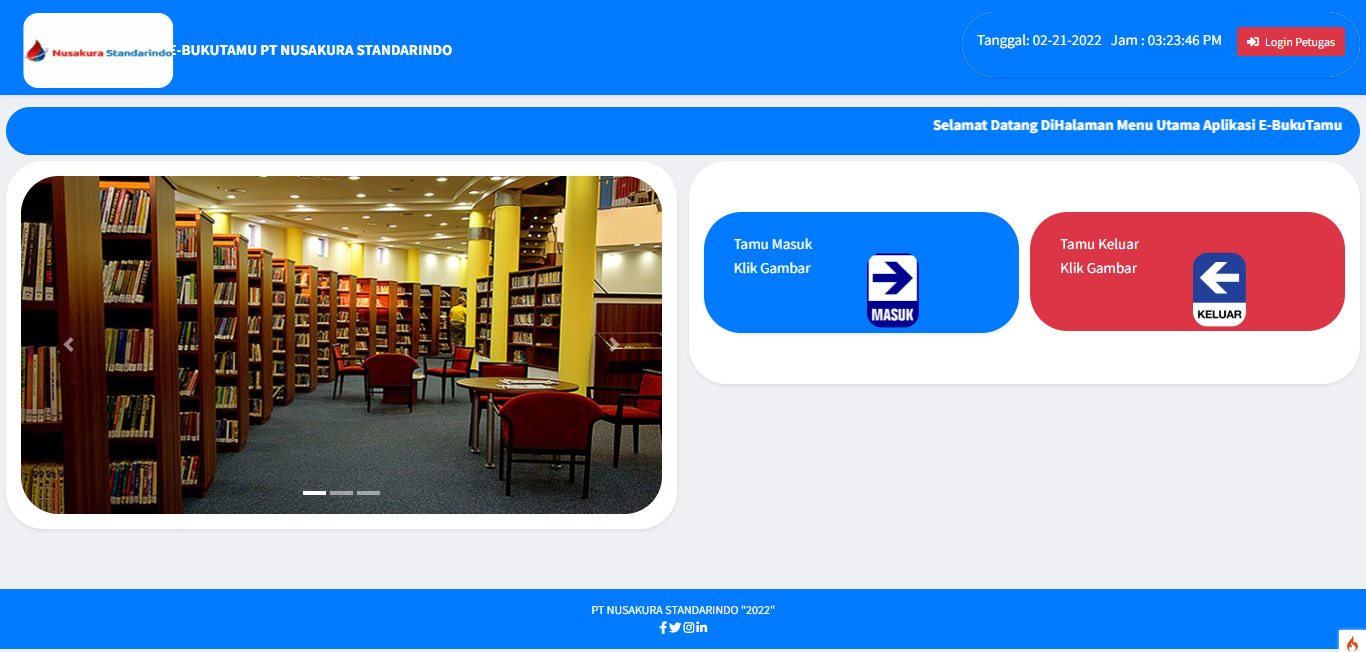 Nusakura Standarindo
E-BUKUTAMU PT NUSAKURA STANDARINDO
Tanggal: 02-21-2022 Jam : 03:23:46 PM
Login Petugas
Selamat Datang DiHalaman Menu Utama Aplikasi E-BukuTamu
Tamu Masuk
Klik Gambar
MASUK
Tamu Keluar
Klik Gambar
KELUAR
PT NUSAKURA STANDARINDO "2022"